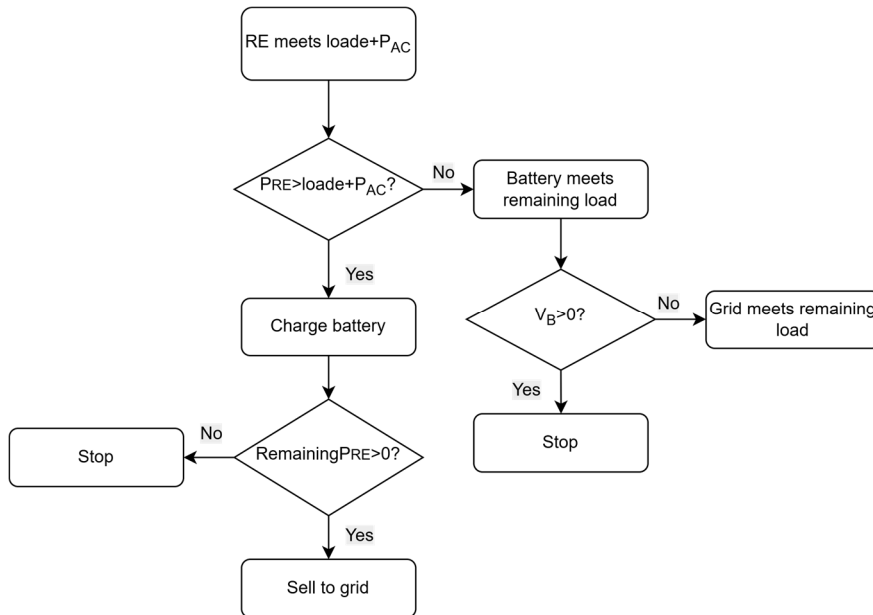 RE meets loade+PAC
PRE>loade+PAC?
No
Battery meets
remaining load
Yes
VB>0?
No
Grid meets remaining
load
Charge battery
Yes
Stop
No
Stop
RemainingPRE>0?
Yes
Sell to grid